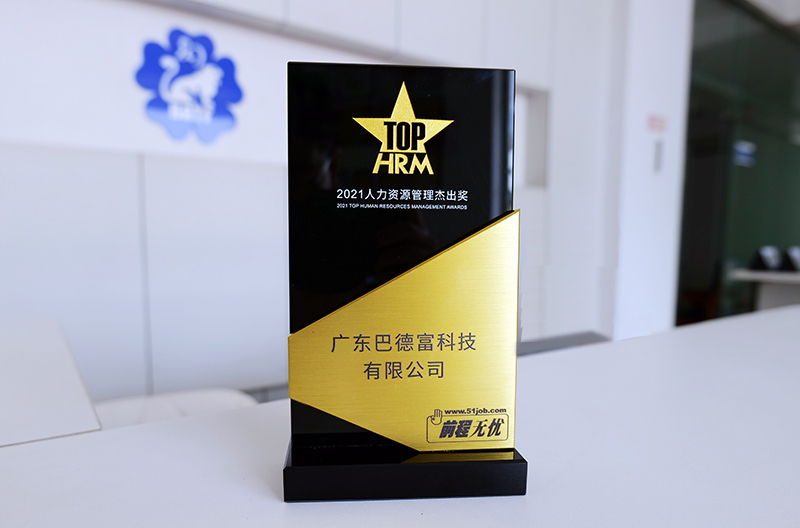 TOP
HRM
2021人力资源管理杰出奖
2021 TOP HUMAN RESOURCES MANAGEMENT AWARDS
广东巴德富科技
有限公司
www.51job.com
前程无忧